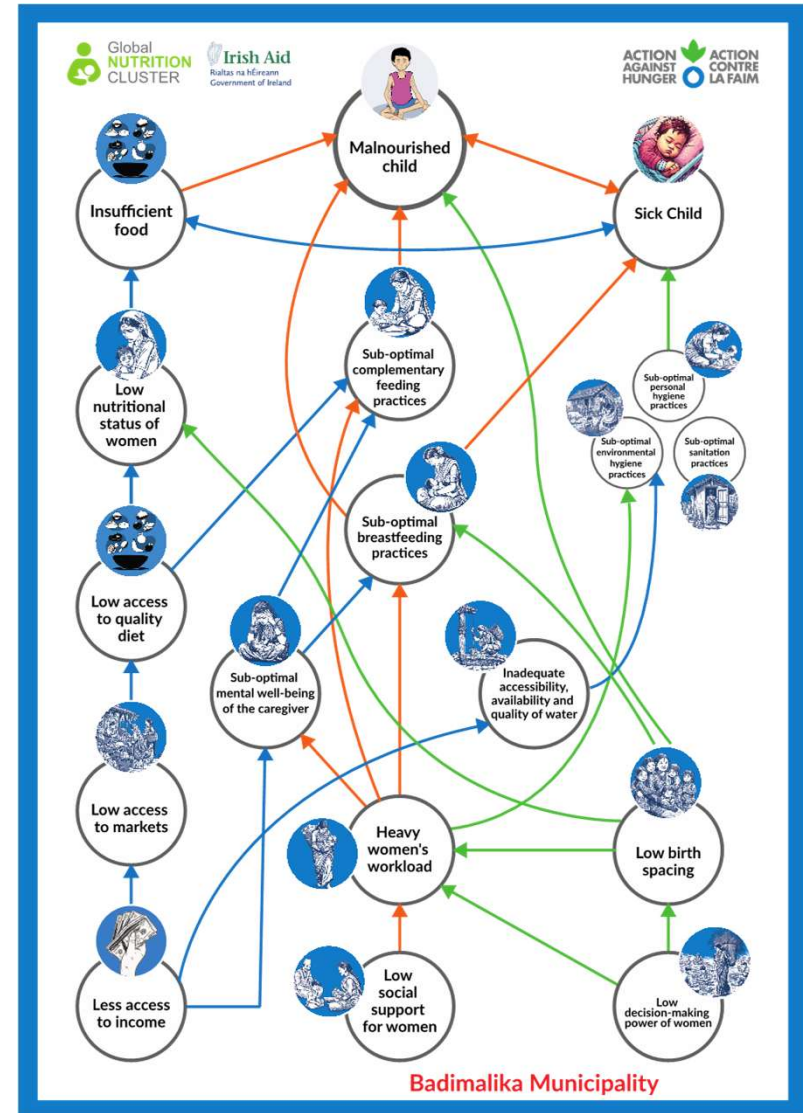 Global
NUTRITION
CLUSTER
Irish Aid
Rialtas na hÉireann
Government of Ireland
ACTION
AGAINST
HUNGER
ACTION
CONTRE
LA FAIM
Malnourished
child
Insufficient
food
Sick Child
Low
nutritional
status of
women
Sub-optimal
complementary
feeding
practices
Sub-optimal
personal
hygiene
practices
Sub-optimal
environmental
hygiene
practices
Sub-optimal
sanitation
practices
Sub-optimal
breastfeeding
practices
Low access
to quality
diet
Sub-optimal
mental well-being
of the caregiver
Inadequate
accessibility,
availability and
quality of water
Low access
to markets
Heavy
women's
workload
Low birth
spacing
Less access
to income
Low
social
support
for women
Low
decision-making
power of women
Badimalika Municipality